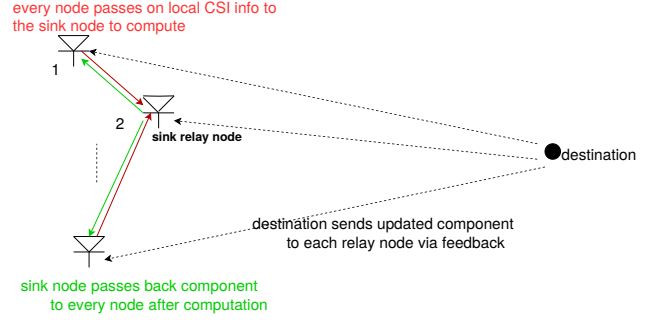 every node passes on local CSI info to
the sink node to compute
1
2
sink relay node
destination
destination sends updated component
to each relay node via feedback
sink node passes back component
to every node after computation